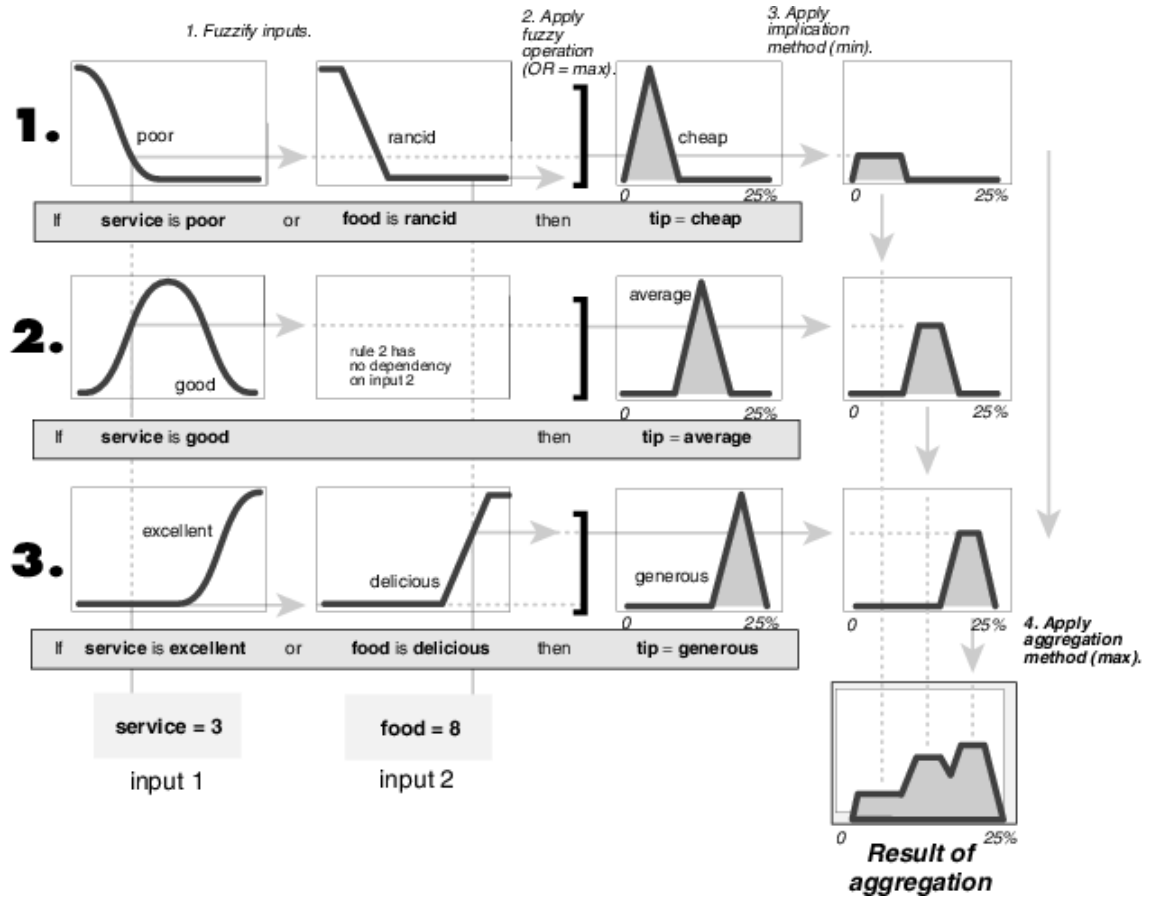 1. Fuzzify inputs.
2. Apply
fuzzy
operation
(OR = max).
3. Apply
implication
method (min).
1.
poor
rancid
cheap
0
25%
0
25%
If service is poor or food is rancid then tip = cheap
2.
good
rule 2 has
no dependency
on input 2
average
0
25%
0
25%
If service is good then tip = average
3.
excellent
delicious
generous
0
25%
0
25%
If service is excellent or food is delicious then tip = generous
4. Apply
aggregation
method (max).
service = 3
input 1
food = 8
input 2
0
25%
Result of
aggregation